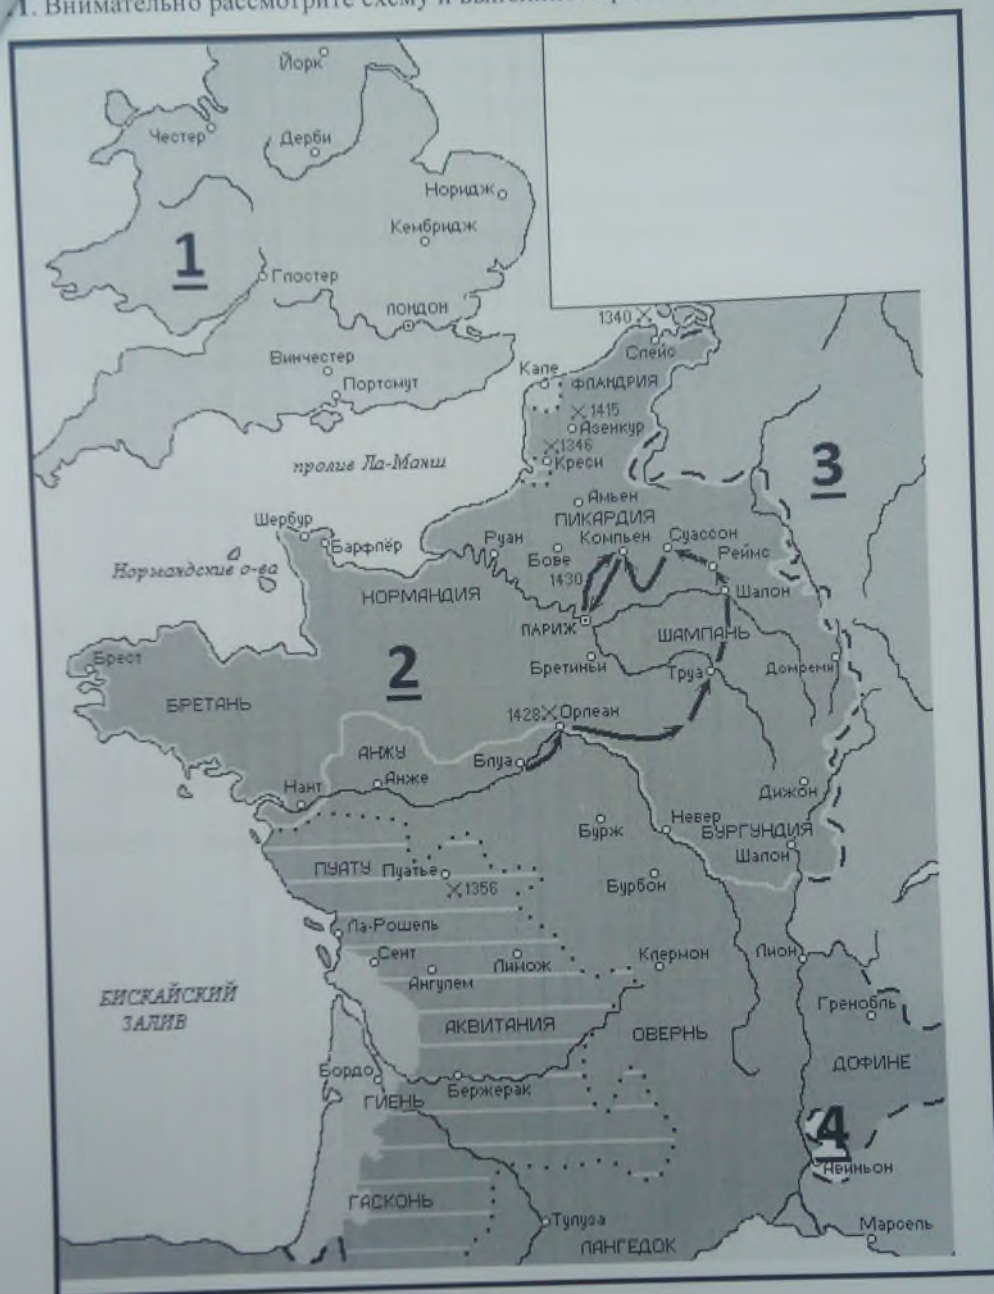 1. Внимательно рассмотрите схему и
Йорк
Честер
Дерби
Норидж
Кембридж
1
Глостер
ЛОНДОН
1340
Слейс
Винчестер
Портсмут
Кале
ФЛАНДРИЯ
1415
Азенкур
1346
Креси
3
пролив Ла-Манш
Амьен
ПИКАРДИЯ
Шербур
Барфлёр
Руан
Бове
Компьен
Суассон
Реймс
1430
Нормандские о-ва
НОРМАНДИЯ
Шалон
ПАРИЖ
ШАМПАНЬ
Брест
2
Бретиньи
Труа
Домреми
БРЕТАНЬ
1428
Орлеан
АНЖУ
Блуа
Анже
Нант
Дижон
Бурж
Невер
БУРГУНДИЯ
Шалон
ПУАТУ
Пуатье
1356
Бурбон
Ла-Рошель
Сент
Ангулем
Лимож
Клермон
Лион
БИСКАЙСКИЙ
ЗАЛИВ
АКВИТАНИЯ
ОВЕРНЬ
Гренобль
ДОФИНЕ
Бордо
Бержерак
ГИЕНЬ
4
Авиньон
ГАСКОНЬ
Тулуза
ЛАНГЕДОК
Марсель